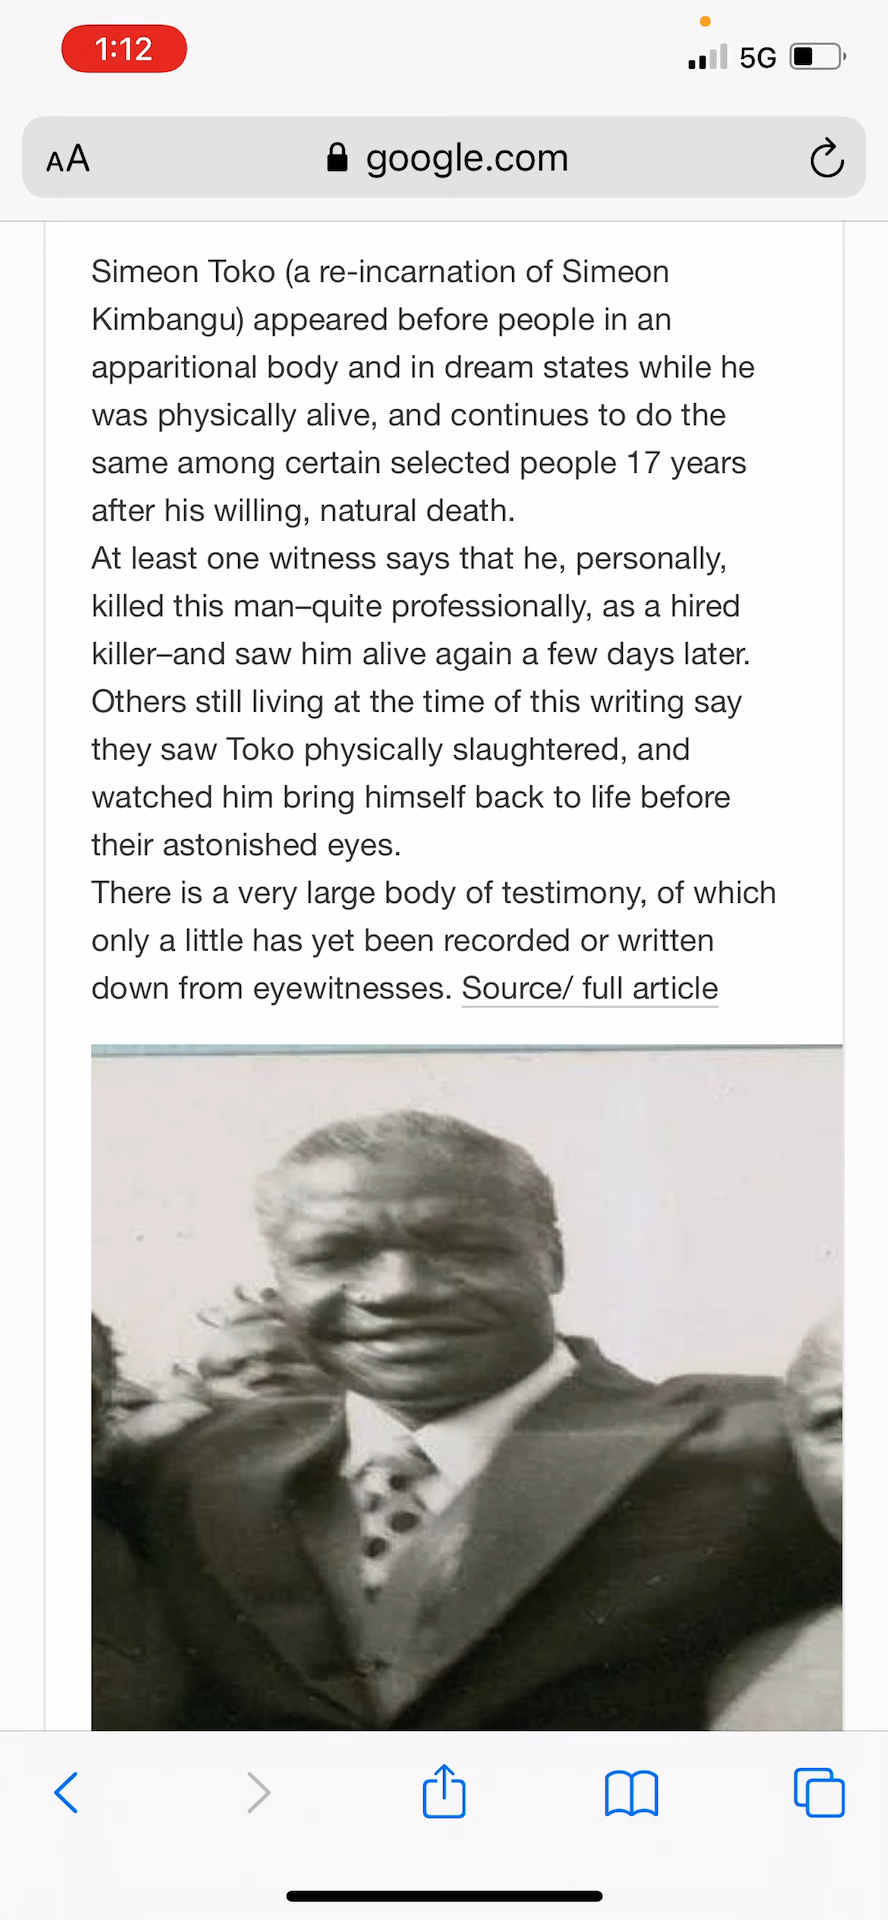 1:12
5G
AA
google.com
Simeon Toko (a re-incarnation of Simeon
Kimbangu) appeared before people in an
apparitional body and in dream states while he
was physically alive, and continues to do the
same among certain selected people 17 years
after his willing, natural death.
At least one witness says that he, personally,
killed this man–quite professionally, as a hired
killer–and saw him alive again a few days later.
Others still living at the time of this writing say
they saw Toko physically slaughtered, and
watched him bring himself back to life before
their astonished eyes.
There is a very large body of testimony, of which
only a little has yet been recorded or written
down from eyewitnesses. Source/ full article